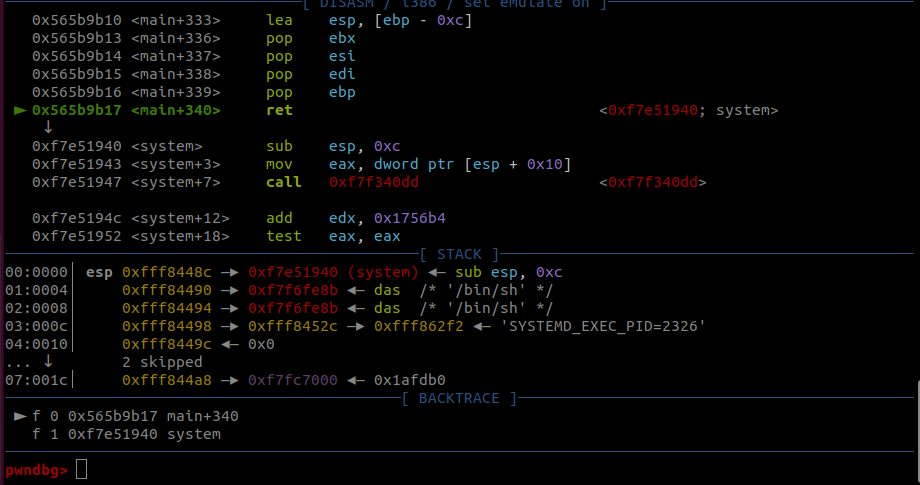 [ DISASM / i386 / set emulate on ]
0x565b9b10 <main+333> lea esp, [ebp - 0xc]
0x565b9b13 <main+336> pop ebx
0x565b9b14 <main+337> pop esi
0x565b9b15 <main+338> pop edi
0x565b9b16 <main+339> pop ebp
► 0x565b9b17 <main+340> ret <0xf7e51940; system>
↓
0xf7e51940 <system> sub esp, 0xc
0xf7e51943 <system+3> mov eax, dword ptr [esp + 0x10]
0xf7e51947 <system+7> call 0xf7f340dd <0xf7f340dd>
0xf7e5194c <system+12> add edx, 0x1756b4
0xf7e51952 <system+18> test eax, eax
[ STACK ]
00:0000│ esp 0xfff8448c —▸ 0xf7e51940 (system) ◂— sub esp, 0xc
01:0004│ 0xfff84490 —▸ 0xf7f6fe8b ◂— das /* '/bin/sh' */
02:0008│ 0xfff84494 —▸ 0xf7f6fe8b ◂— das /* '/bin/sh' */
03:000c│ 0xfff84498 —▸ 0xfff8452c —▸ 0xfff862f2 ◂— 'SYSTEMD_EXEC_PID=2326'
04:0010│ 0xfff8449c ◂— 0x0
... ↓ 2 skipped
07:001c│ 0xfff844a8 —▸ 0xf7fc7000 ◂— 0x1afdb0
[ BACKTRACE ]
► f 0 0x565b9b17 main+340
f 1 0xf7e51940 system
pwndbg>